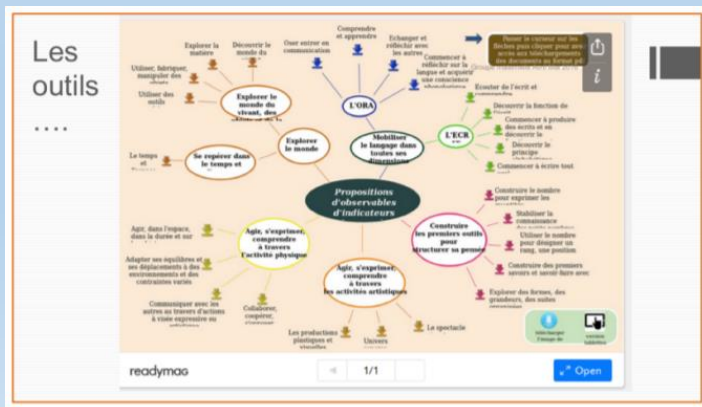 Les
outils
....
Explorer la
matière
Découvrir le
monde du
Oser entrer en
communication
Comprendre
et apprendre
Echanger et
réfléchir avec
les autres
Commencer à
réfléchir sur la
langue et acquérir
une conscience
Passer le curseur sur les
flèches puis cliquer pour avoir
accès aux téléchargements
des documents au format pdf
Utiliser, fabriquer,
manipuler des
Utiliser des
outils
Explorer le
monde du
vivant, des
L'ORA
Ecouter de l'écrit et
Découvrir la fonction de
Commencer à produire
des écrits et en
découvrir le
Découvrir le
principe
Commencer à écrire tout
L'ECR
Mobiliser
le langage dans
toutes ses
dimensions
Explorer
le monde
Le temps et
Se repérer dans
le temps et
Propositions
d'observables
d'indicateurs
Construire
les premiers outils
pour
structurer sa pensée
Construire le nombre
pour exprimer les
Stabiliser la
connaissance
Utiliser le nombre
pour désigner un
rang, une position
Construire des premiers
savoirs et savoir-faire avec
Explorer des formes, des
grandeurs, des suites
Agir, dans l'espace,
dans la durée et sur
Agir, s'exprimer,
comprendre
à travers
l'activité physique
Adapter ses équilibres et
ses déplacements à des
environnements et des
contraintes variés
Communiquer avec les
autres au travers d'actions
à visée expressive ou
Collaborer,
coopérer,
Agir, s'exprimer,
comprendre
à travers
les activités artistiques
Les productions
plastiques et
visuelles
Univers
Le spectacle
télécharger
l'image de
version
tablettes
readymag
1/1
Open